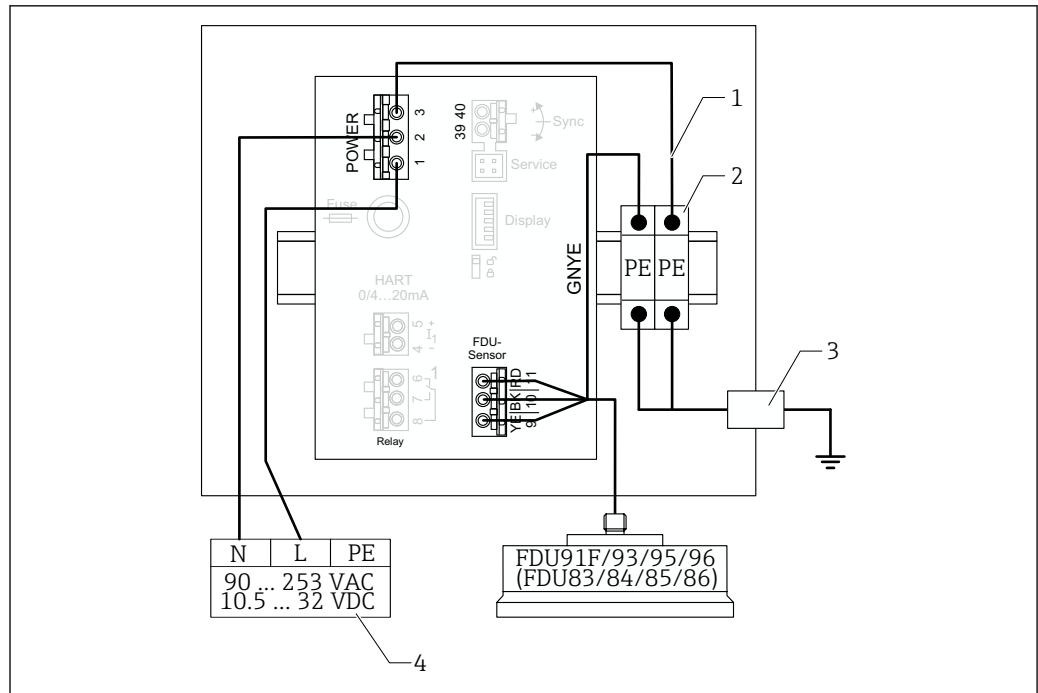 POWER
3
2
1
39 40
Sync
+
-
Service
Fuse
Display
HART
0/4...20mA
5 +
I1
4 -
6
7
8
1
Relay
FDU-
Sensor
YE|BK|RD
9 |10| 11
GNYE
PE PE
1
2
3
N L PE
90 ... 253 VAC
10.5 ... 32 VDC
4
FDU91F/93/95/96
(FDU83/84/85/86)